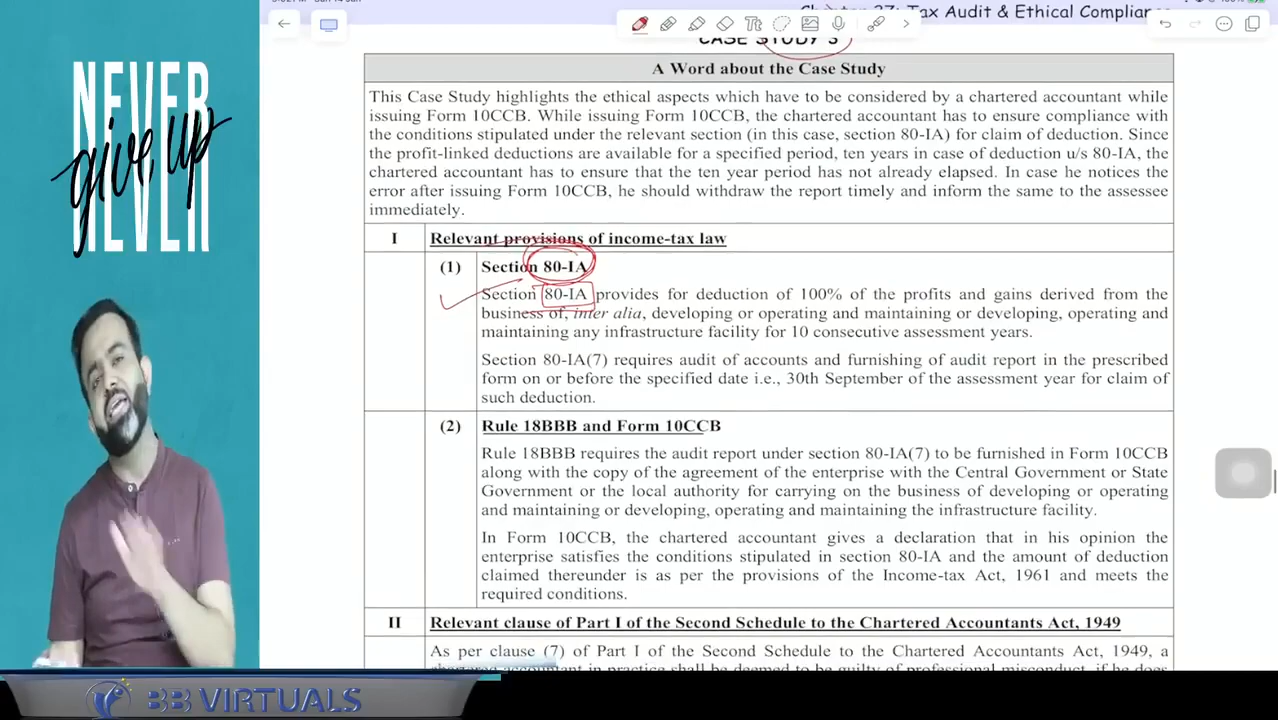 Chapter 37: Tax Audit & Ethical Compliance
CASE STUDY 3
A Word about the Case Study
This Case Study highlights the ethical aspects which have to be considered by a chartered accountant while
issuing Form 10CCB. While issuing Form 10CCB, the chartered accountant has to ensure compliance with
the conditions stipulated under the relevant section (in this case, section 80-IA) for claim of deduction. Since
the profit-linked deductions are available for a specified period, ten years in case of deduction u/s 80-IA, the
chartered accountant has to ensure that the ten year period has not already elapsed. In case he notices the
error after issuing Form 10CCB, he should withdraw the report timely and inform the same to the assessee
immediately.
I Relevant provisions of income-tax law
(1) Section 80-IA
Section 80-IA provides for deduction of 100% of the profits and gains derived from the
business of, inter alia, developing or operating and maintaining or developing, operating and
maintaining any infrastructure facility for 10 consecutive assessment years.
Section 80-IA(7) requires audit of accounts and furnishing of audit report in the prescribed
form on or before the specified date i.e., 30th September of the assessment year for claim of
such deduction.
(2) Rule 18BBB and Form 10CCB
Rule 18BBB requires the audit report under section 80-IA(7) to be furnished in Form 10CCB
along with the copy of the agreement of the enterprise with the Central Government or State
Government or the local authority for carrying on the business of developing or operating
and maintaining or developing, operating and maintaining the infrastructure facility.
In Form 10CCB, the chartered accountant gives a declaration that in his opinion the
enterprise satisfies the conditions stipulated in section 80-IA and the amount of deduction
claimed thereunder is as per the provisions of the Income-tax Act, 1961 and meets the
required conditions.
II Relevant clause of Part I of the Second Schedule to the Chartered Accountants Act, 1949
As per clause (7) of Part I of the Second Schedule to the Chartered Accountants Act, 1949, a
chartered accountant in practice shall be deemed to be guilty of professional misconduct, if he does
NEVER
give up
NEVER
BB VIRTUALS